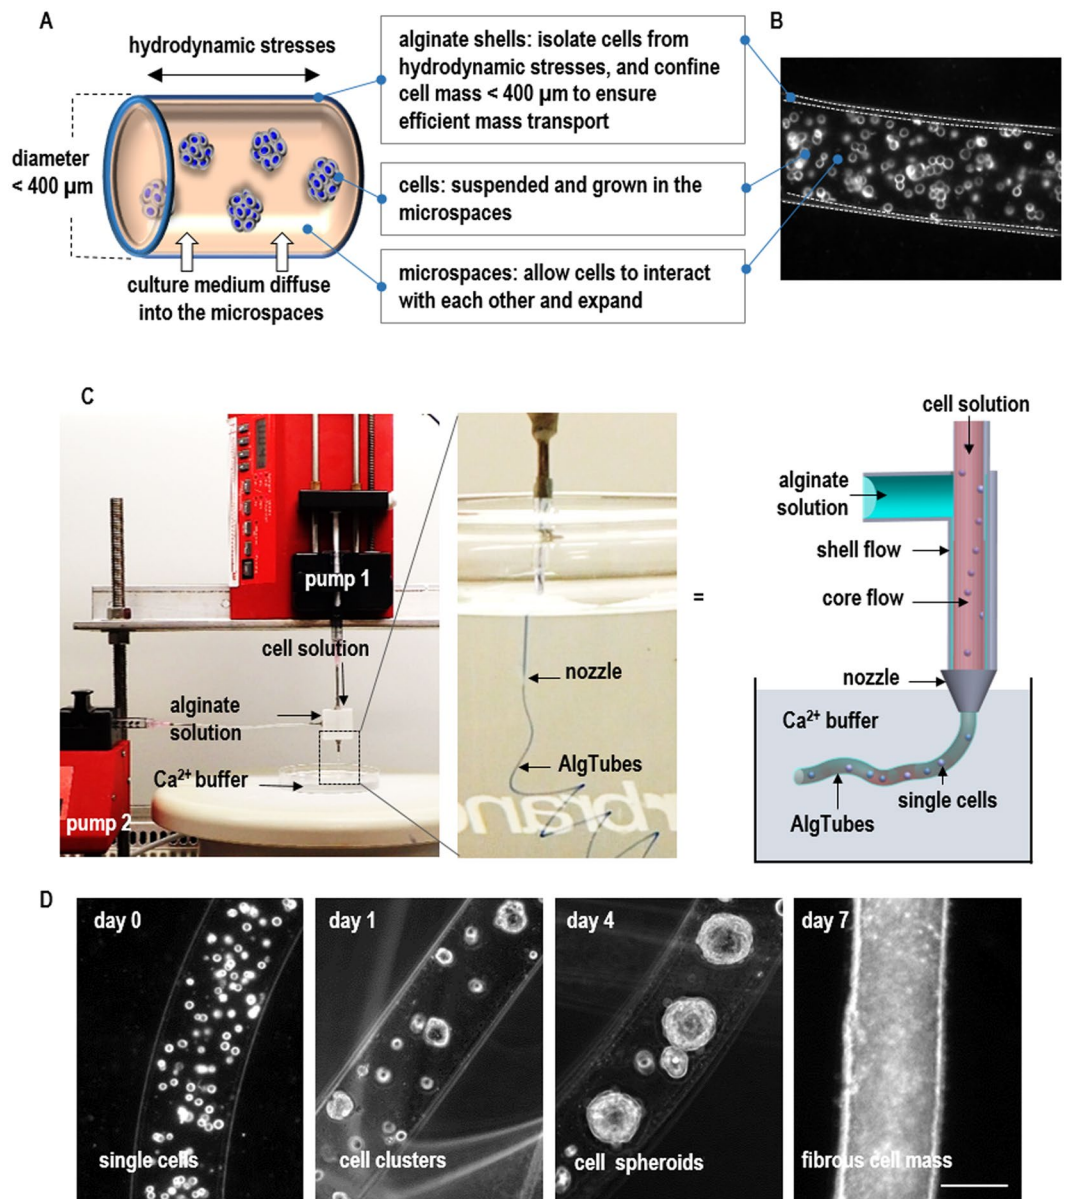 A
B
hydrodynamic stresses
diameter
< 400 µm
culture medium diffuse
into the microspaces
alginate shells: isolate cells from
hydrodynamic stresses, and confine
cell mass < 400 µm to ensure
efficient mass transport
cells: suspended and grown in the
microspaces
microspaces: allow cells to interact
with each other and expand
C
pump 1
cell solution
alginate
solution
Ca²⁺ buffer
pump 2
nozzle
AlgTubes
=
cell solution
alginate
solution
shell flow
core flow
nozzle
Ca²⁺ buffer
single cells
AlgTubes
D
day 0
single cells
day 1
cell clusters
day 4
cell spheroids
day 7
fibrous cell mass